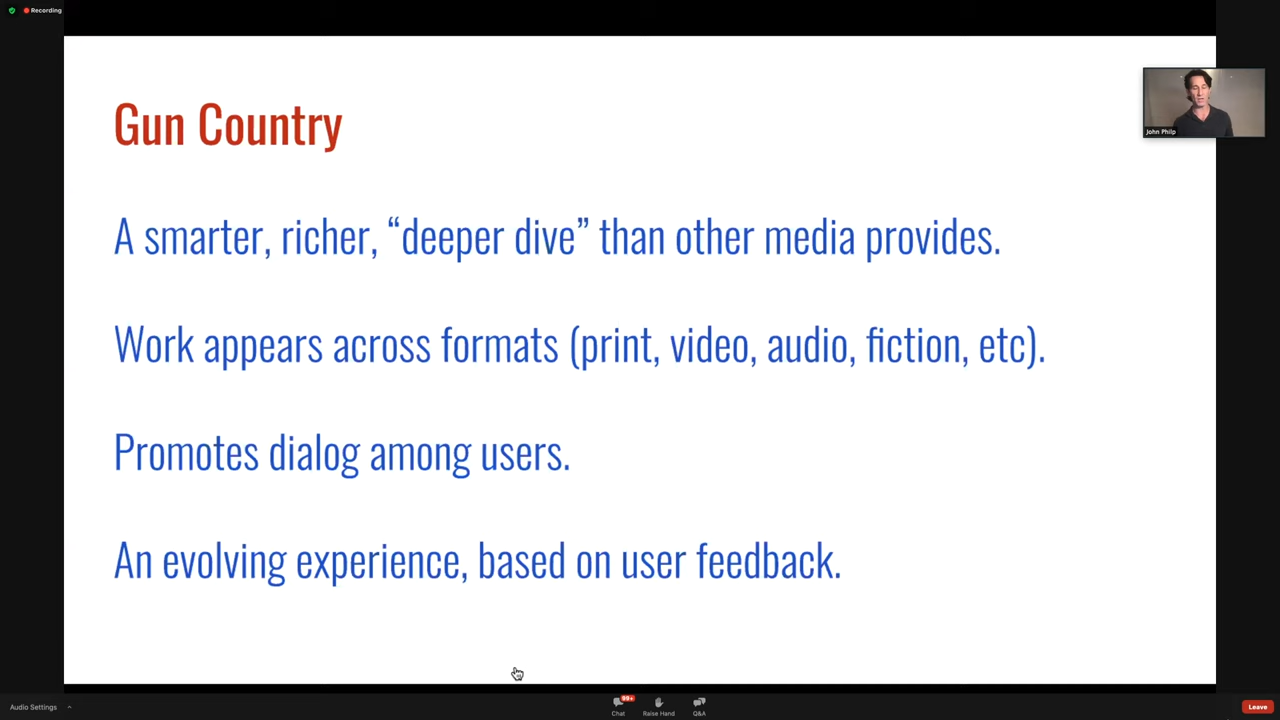 Recording
Gun Country
John Philp
A smarter, richer, “deeper dive” than other media provides.
Work appears across formats (print, video, audio, fiction, etc).
Promotes dialog among users.
An evolving experience, based on user feedback.
Audio Settings
99+
Chat
Raise Hand
Q&A
Leave